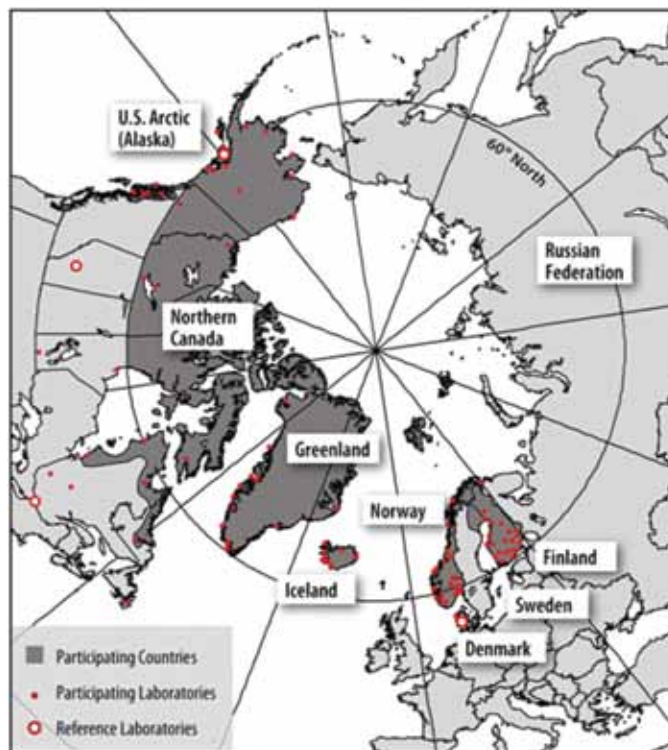 U.S. Arctic
(Alaska)
60° North
Russian
Federation
Northern
Canada
Greenland
Norway
Finland
Iceland
Sweden
Denmark
Participating Countries
Participating Laboratories
Reference Laboratories